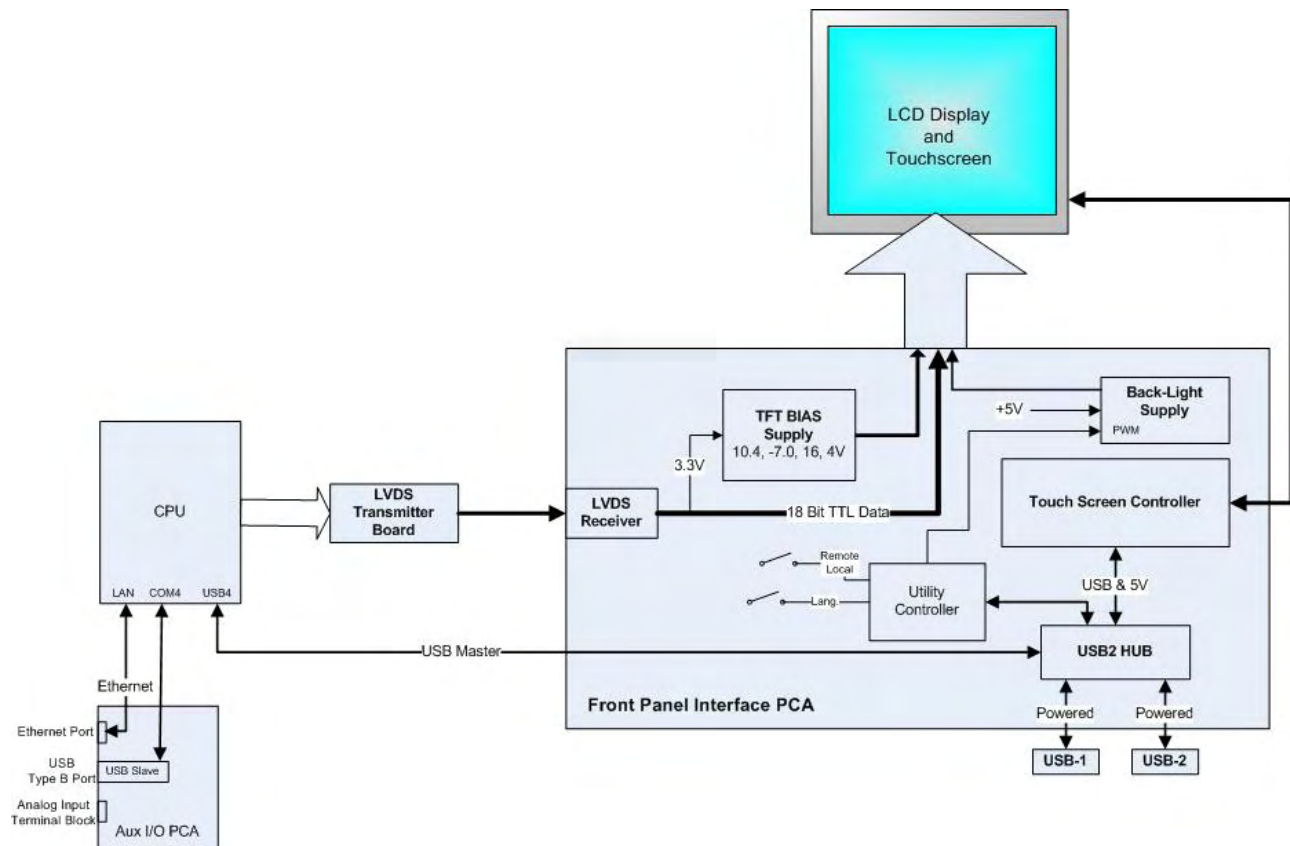 LCD Display
and
Touchscreen
Back-Light
Supply
+5V
PWM
TFT BIAS
Supply
10.4, -7.0, 16, 4V
3.3V
CPU
LVDS
Transmitter
Board
LVDS
Receiver
18 Bit TTL Data
Touch Screen Controller
Remote
Local
Lang.
Utility
Controller
USB & 5V
LAN
COM4
USB4
USB Master
USB2 HUB
Ethernet
Front Panel Interface PCA
Powered
Powered
USB-1
USB-2
Ethernet Port
USB
Type B Port
USB Slave
Analog Input
Terminal Block
Aux I/O PCA